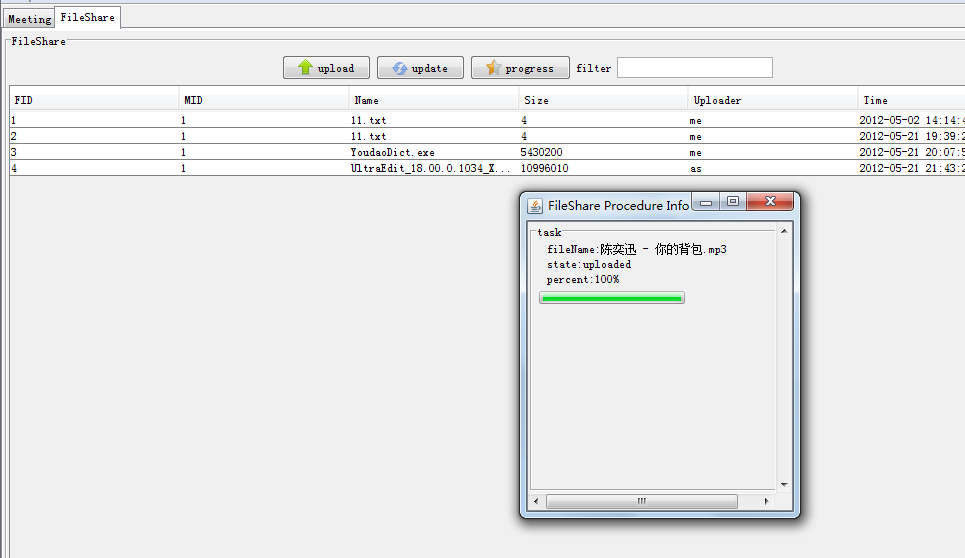 Meeting FileShare
FileShare
upload update progress filter
FID MID Name Size Uploader Time
1 1 11.txt 4 me 2012-05-02 14:14:4
2 1 11.txt 4 me 2012-05-21 19:39:2
3 1 YoudaoDict.exe 5430200 me 2012-05-21 20:07:5
4 1 UltraEdit_18.00.0.1034_X... 10996010 as 2012-05-21 21:43:2
FileShare Procedure Info
task
fileName:陈奕迅 - 你的背包.mp3
state:uploaded
percent:100%